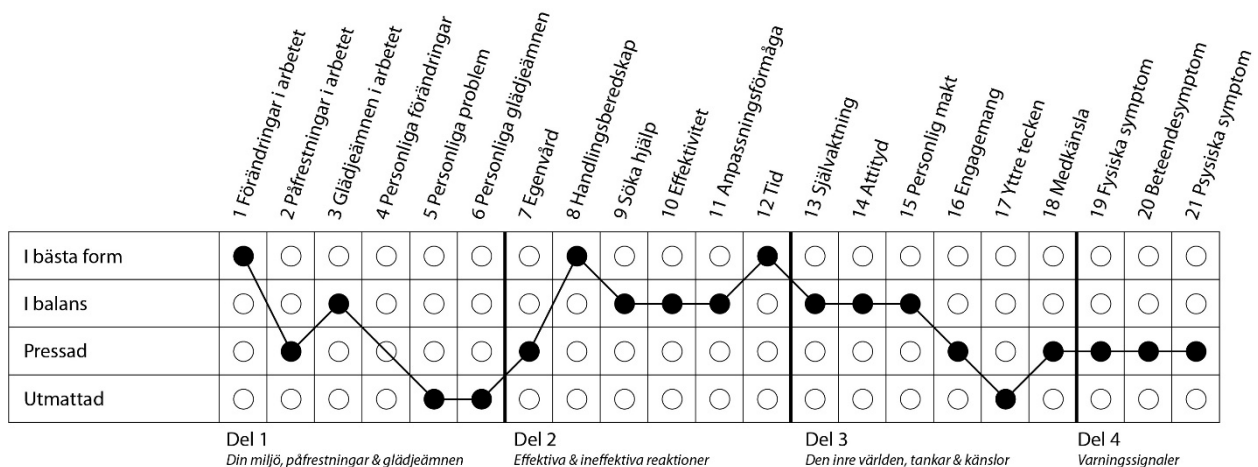 1 Förändringar i arbetet
2 Påfrestningar i arbetet
3 Glädjeämnen i arbetet
4 Personliga förändringar
5 Personliga problem
6 Personliga glädjeämnen
7 Egenvård
8 Handlingsberedskap
9 Söka hjälp
10 Effektivitet
11 Anpassningsförmåga
12 Tid
13 Självaktning
14 Attityd
15 Personlig makt
16 Engagemang
17 Yttre tecken
18 Medkänsla
19 Fysiska symptom
20 Beteendesymptom
21 Psysiska symptom
I bästa form
I balans
Pressad
Utmattad
Del 1
Din miljö, påfrestningar & glädjeämnen
Del 2
Effektiva & ineffektiva reaktioner
Del 3
Den inre världen, tankar & känslor
Del 4
Varningssignaler